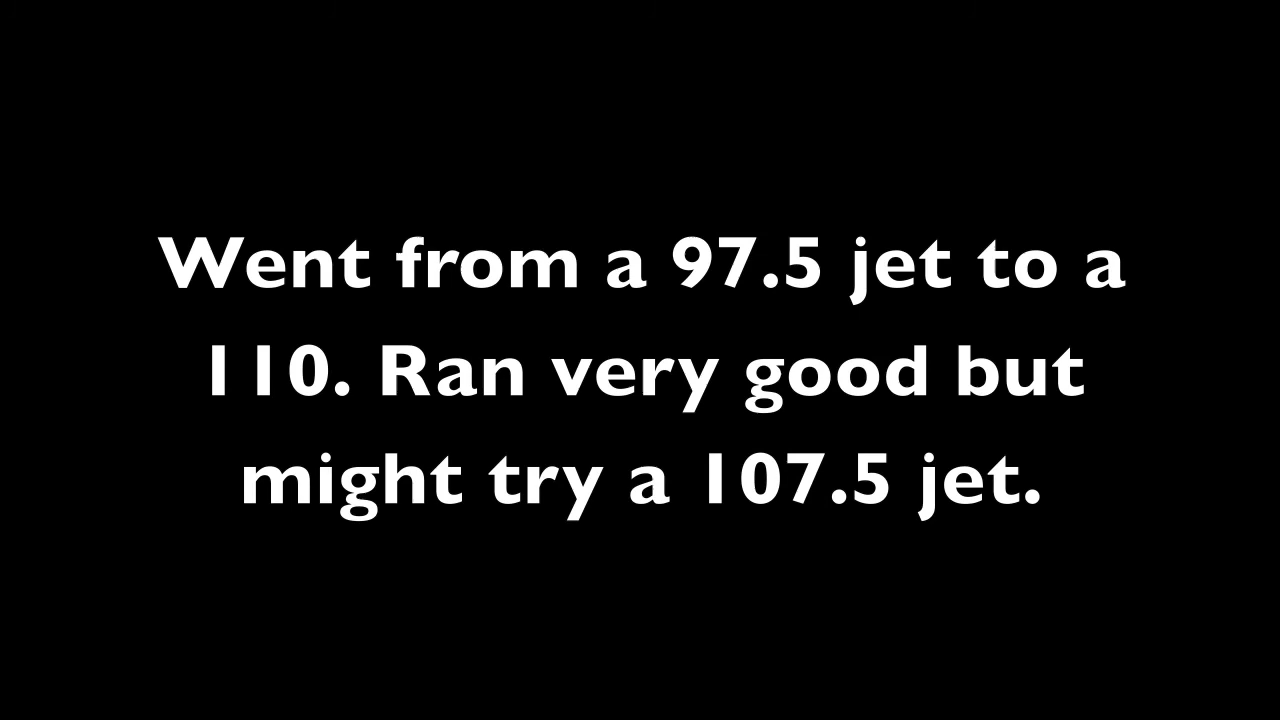 Went from a 97.5 jet to a
110. Ran very good but
might try a 107.5 jet.